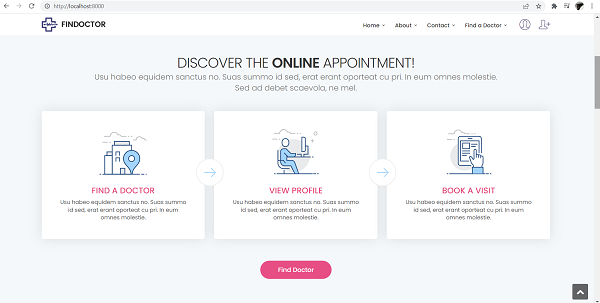 http://localhost:8000
FINDOCTOR
Home About Contact Find a Doctor
DISCOVER THE ONLINE APPOINTMENT!
Usu habeo equidem sanctus no. Suas summo id sed, erat erant oporteat cu pri. In eum omnes molestie.
Sed ad debet scaevola, ne mel.
FIND A DOCTOR
Usu habeo equidem sanctus no. Suas summo
id sed, erat erant oporteat cu pri. In eum
omnes molestie.
VIEW PROFILE
Usu habeo equidem sanctus no. Suas summo
id sed, erat erant oporteat cu pri. In eum
omnes molestie.
BOOK A VISIT
Usu habeo equidem sanctus no. Suas summo
id sed, erat erant oporteat cu pri. In eum
omnes molestie.
Find Doctor